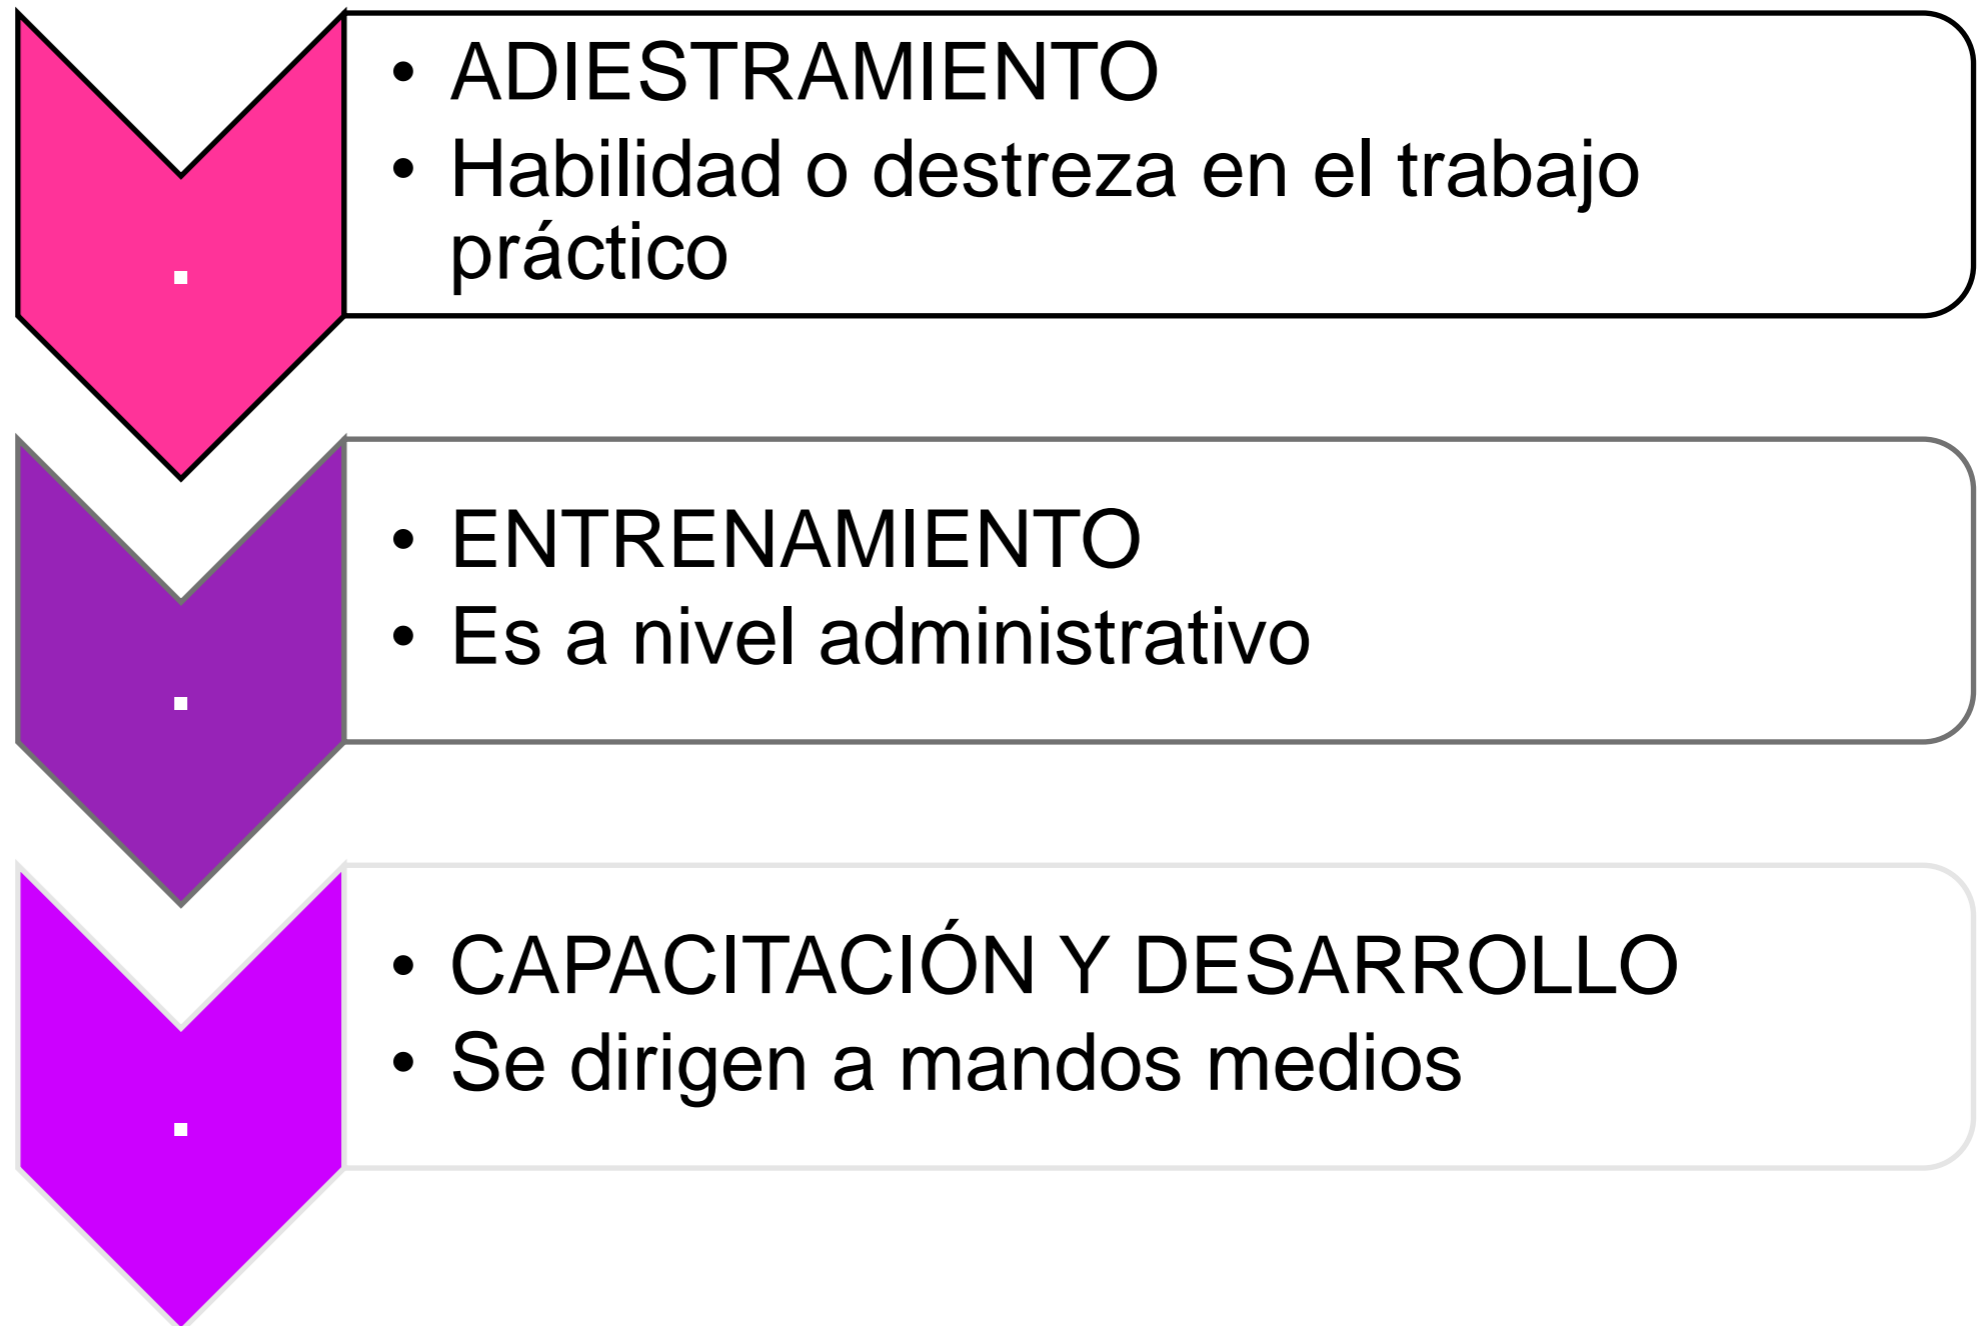 • ADIESTRAMIENTO
• Habilidad o destreza en el trabajo
práctico
.
• ENTRENAMIENTO
• Es a nivel administrativo
.
• CAPACITACIÓN Y DESARROLLO
• Se dirigen a mandos medios
.